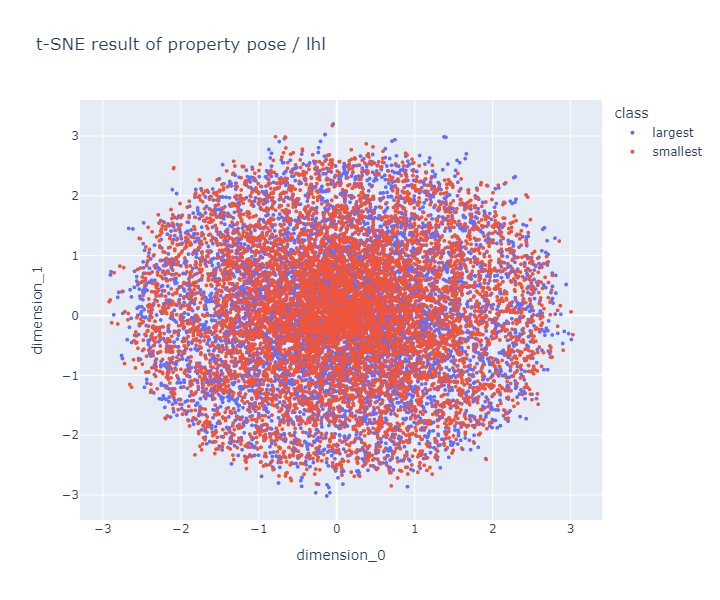 t-SNE result of property pose / lhl
class
largest
smallest
3
2
1
0
−1
−2
−3
dimension_1
−3
−2
−1
0
1
2
3
dimension_0